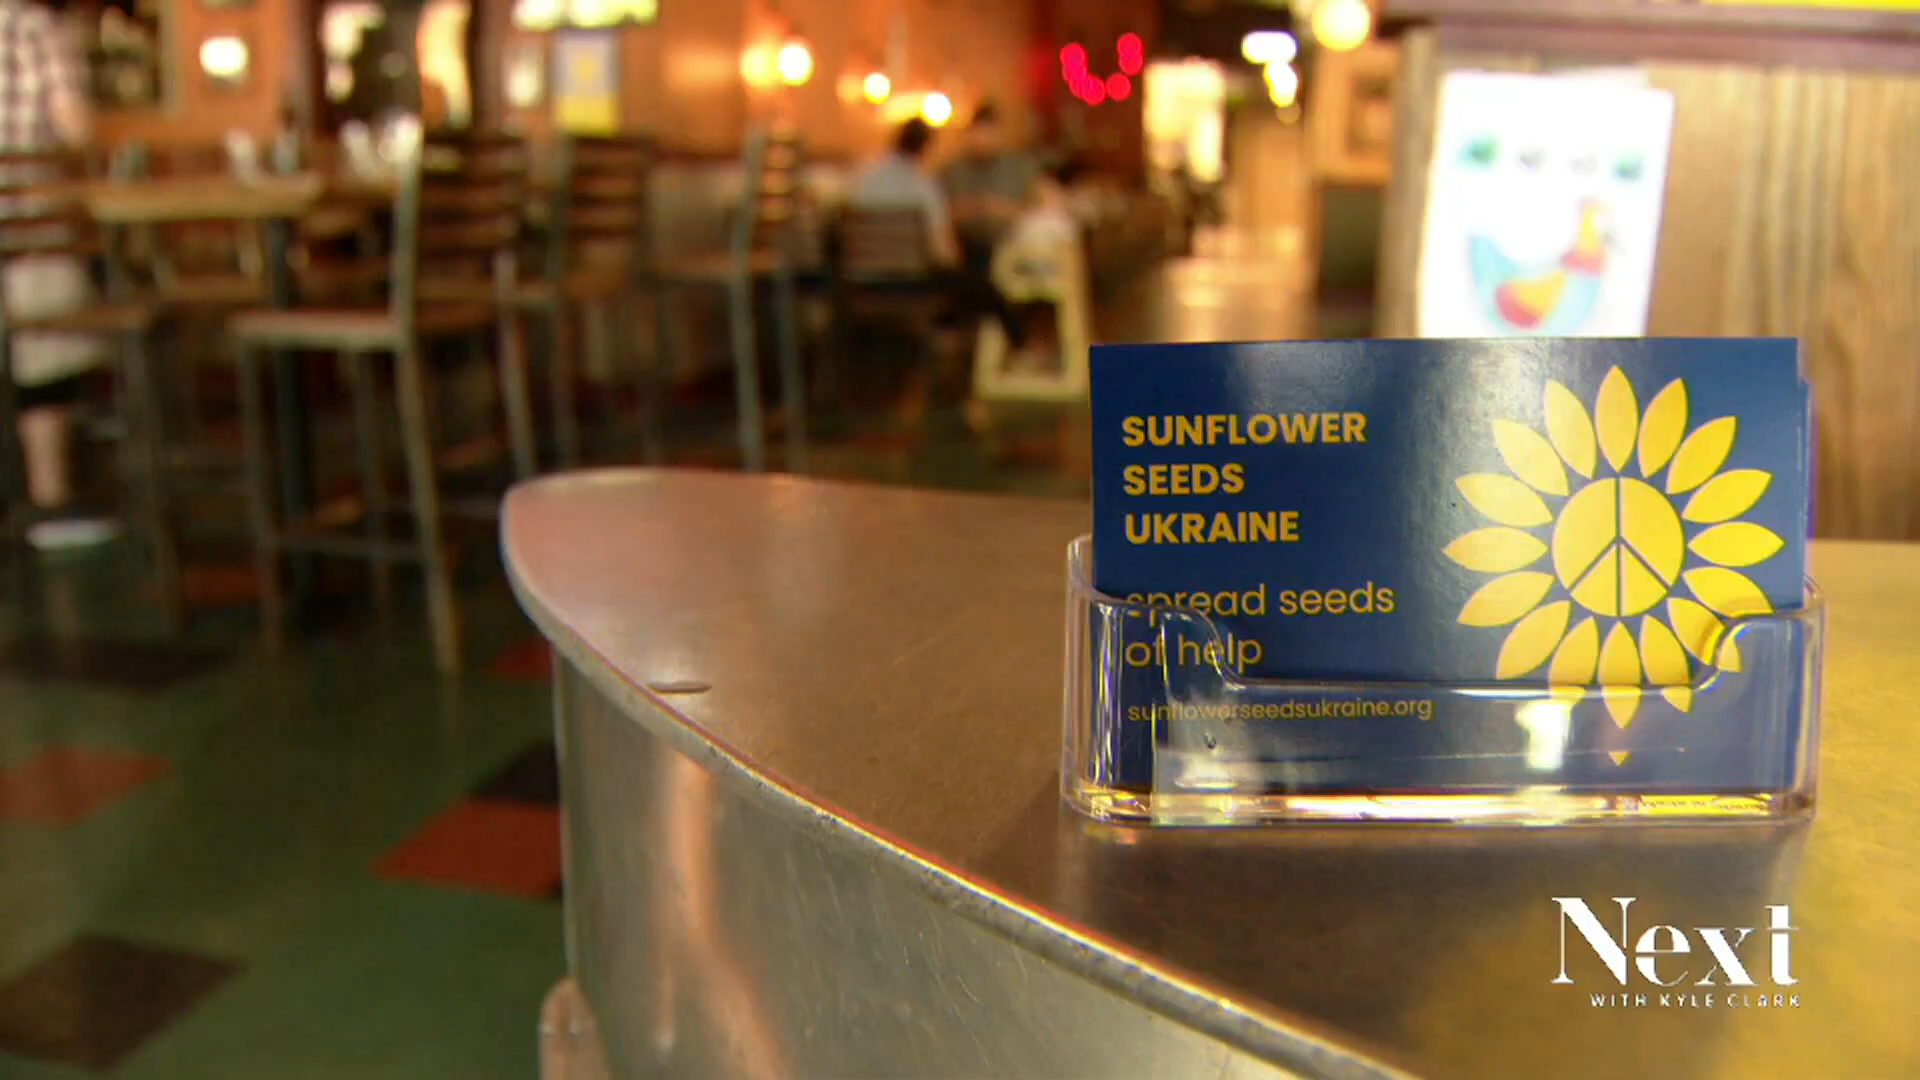 SUNFLOWER
SEEDS
UKRAINE
spread seeds
of help
sunflowerseedsukraine.org
Next
WITH KYLE CLARK